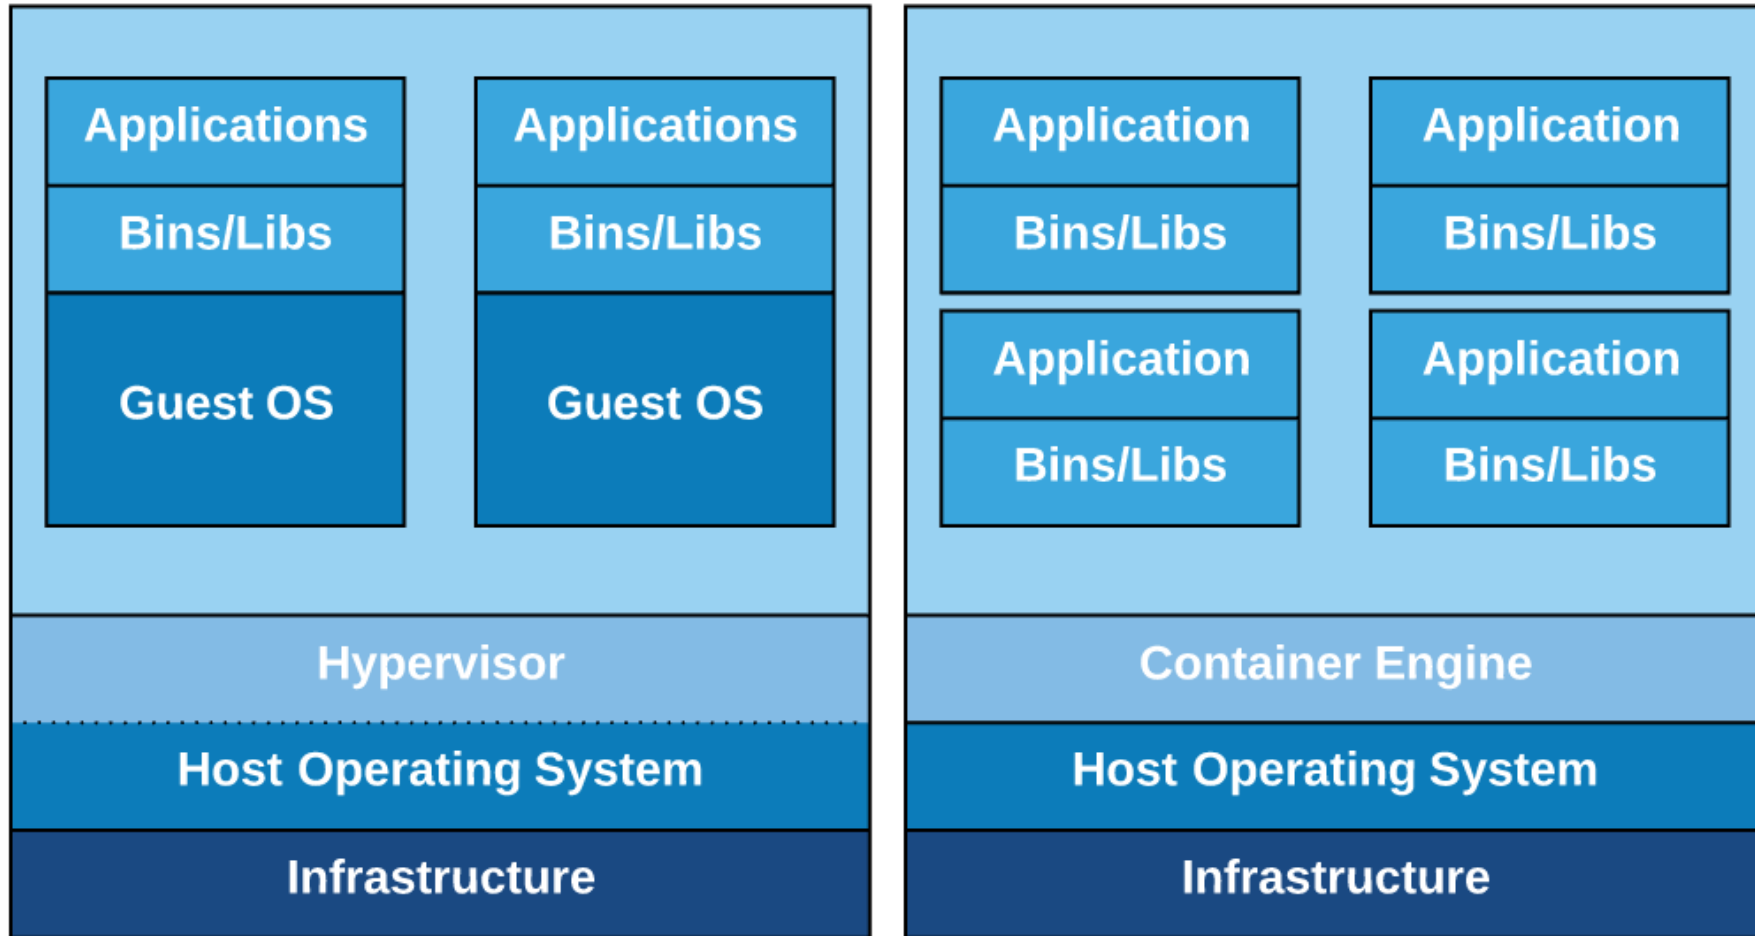 Applications
Bins/Libs
Guest OS
Applications
Bins/Libs
Guest OS
Hypervisor
Host Operating System
Infrastructure
Application
Bins/Libs
Application
Bins/Libs
Application
Bins/Libs
Application
Bins/Libs
Container Engine
Host Operating System
Infrastructure